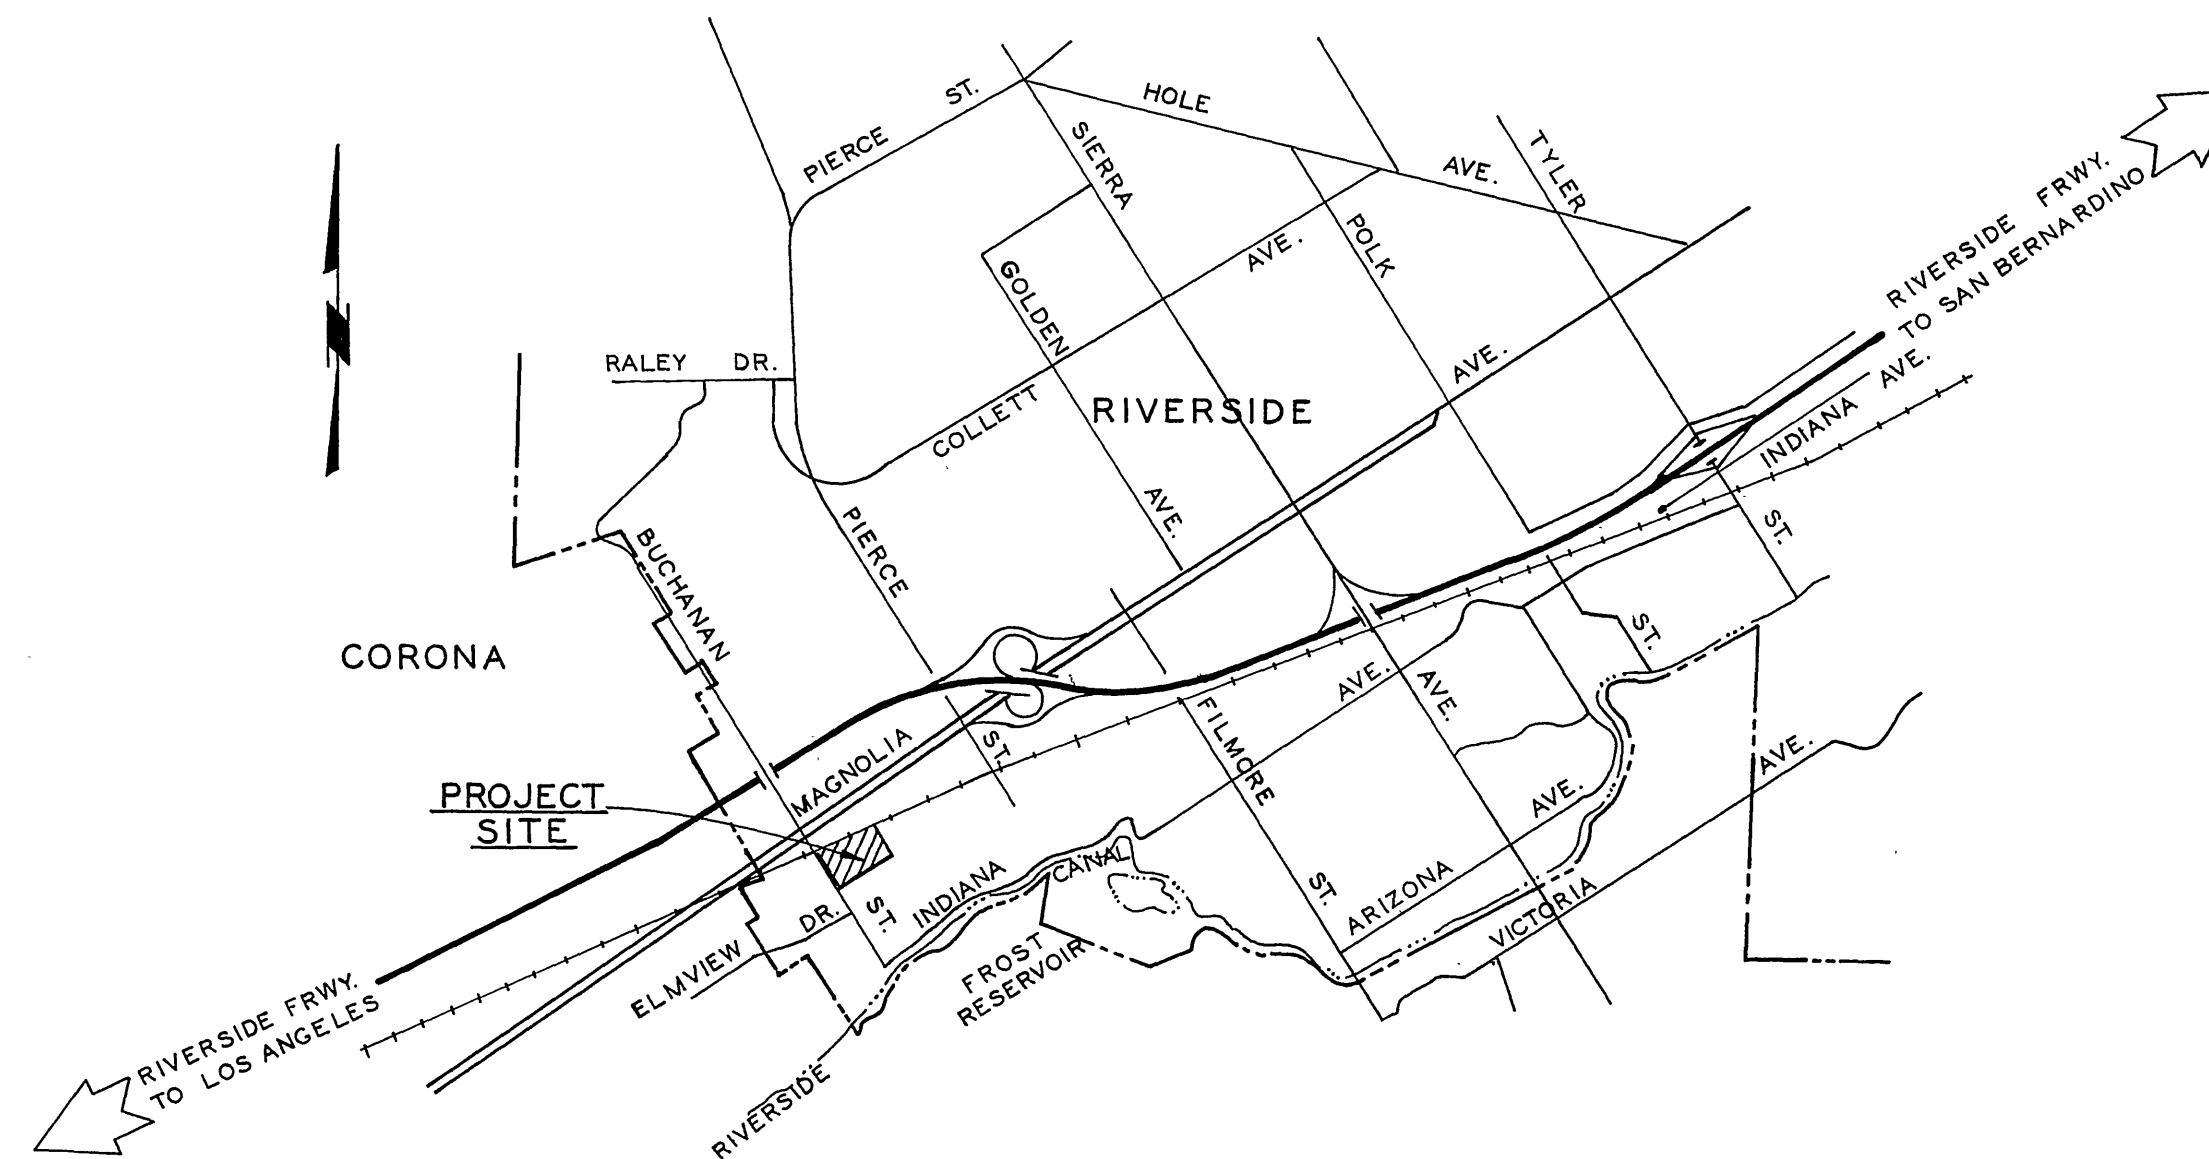 PIERCE ST.
HOLE AVE.
SIERRA AVE.
TYLER ST.
POLK ST.
GOLDEN AVE.
COLLETT AVE.
RALEY DR.
RIVERSIDE
RIVERSIDE FRWY.
TO SAN BERNARDINO
INDIANA AVE.
MAGNOLIA AVE.
BUCHANAN ST.
PIERCE ST.
CORONA
PROJECT
SITE
FILMORE ST.
INDIANA AVE.
ARIZONA AVE.
VICTORIA AVE.
ELMVIEW DR.
FROST
RESERVOIR
RIVERSIDE CANAL
RIVERSIDE FRWY.
TO LOS ANGELES
N